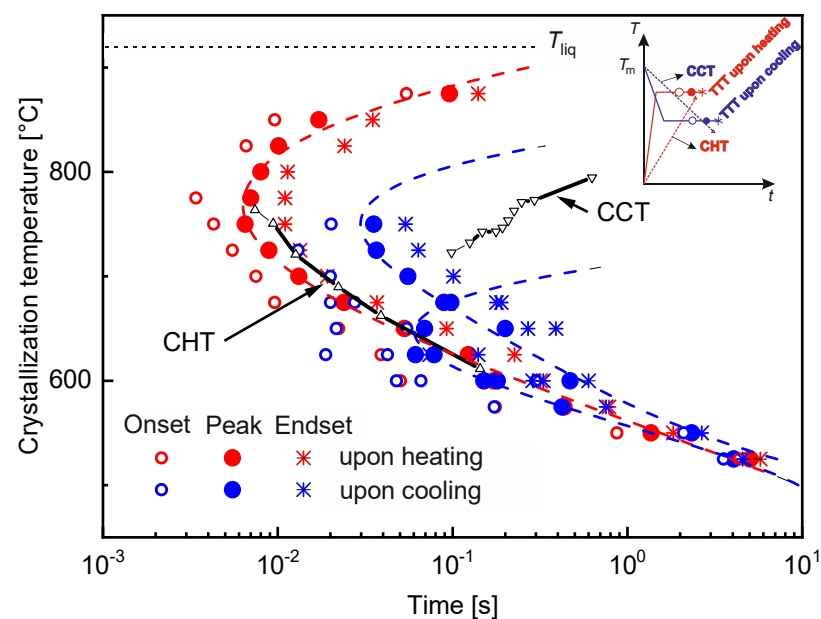 T_liq
T
T_m
CCT
TTT upon heating
TTT upon cooling
CHT
t
800
600
Crystallization temperature [°C]
CCT
CHT
Onset Peak Endset
upon heating
upon cooling
10^-3 10^-2 10^-1 10^0 10^1
Time [s]